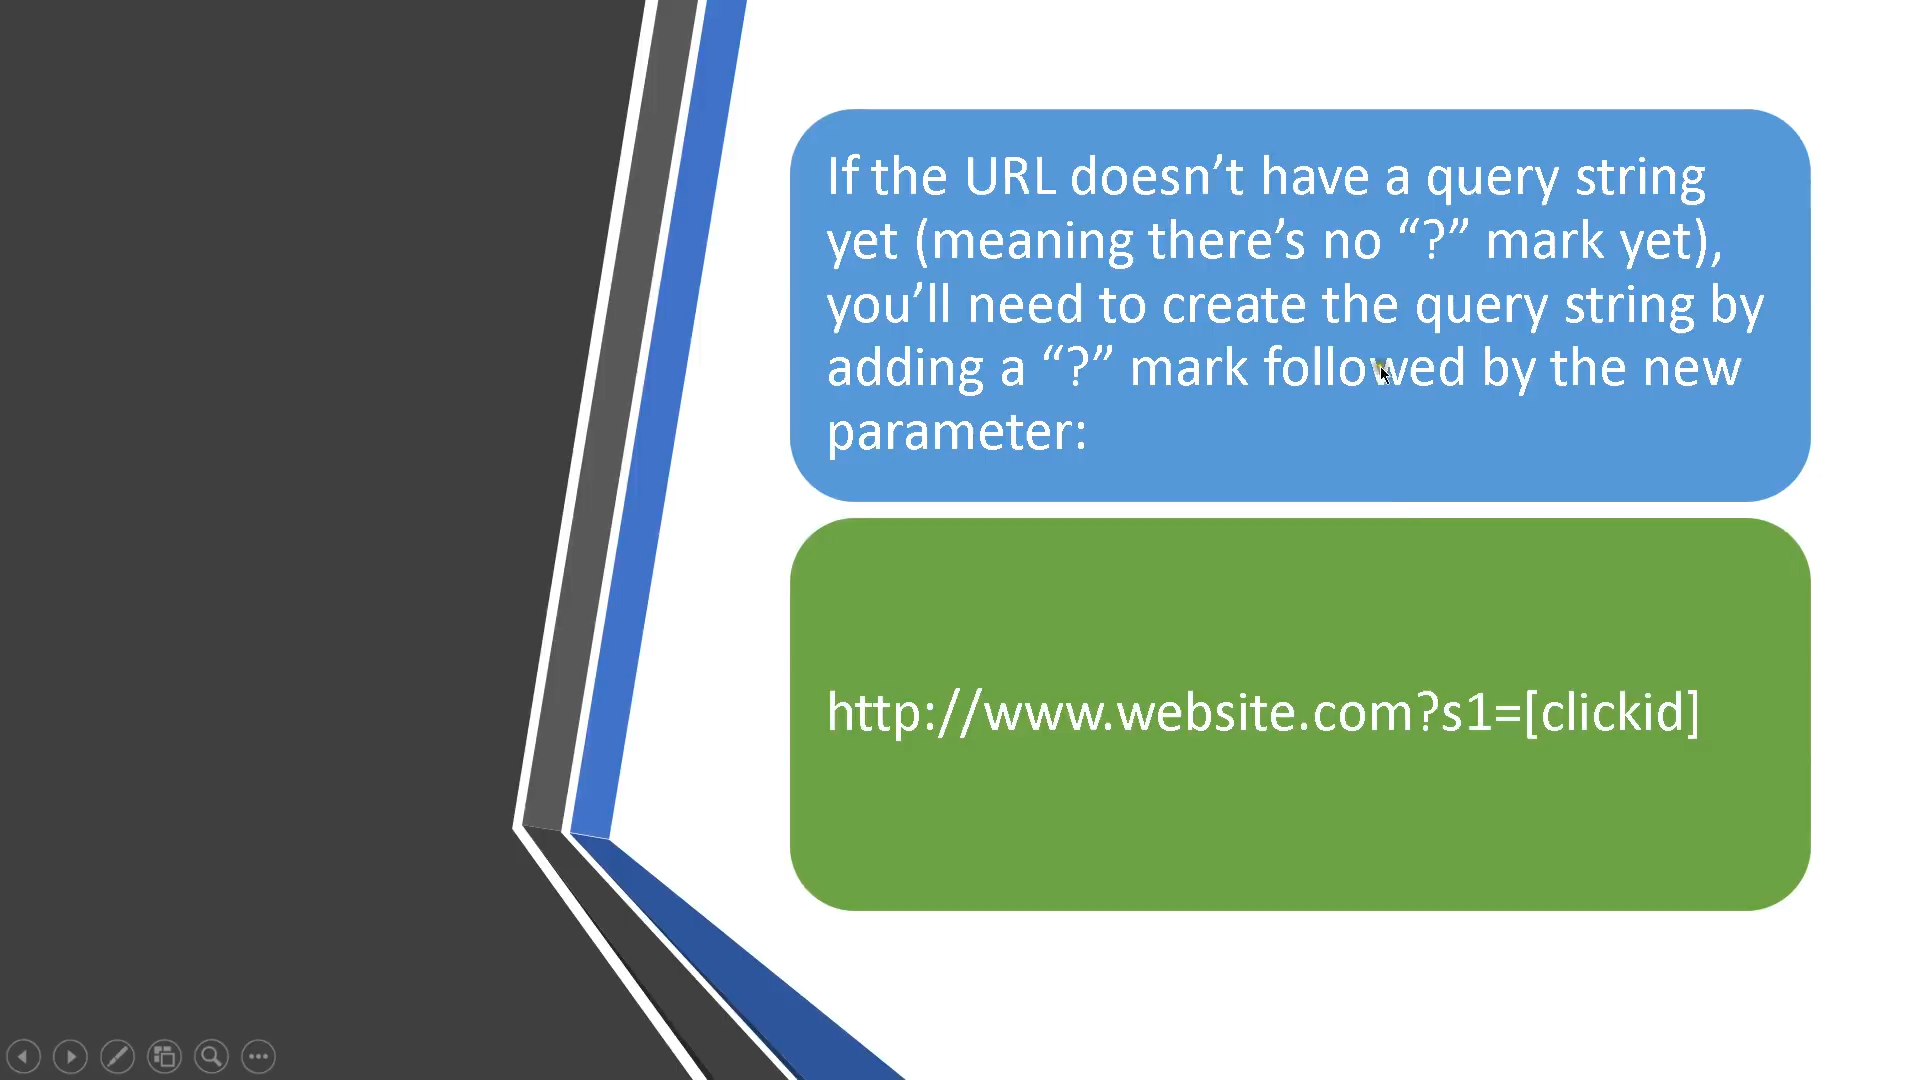 If the URL doesn’t have a query string
yet (meaning there’s no “?” mark yet),
you’ll need to create the query string by
adding a “?” mark followed by the new
parameter:
http://www.website.com?s1=[clickid]